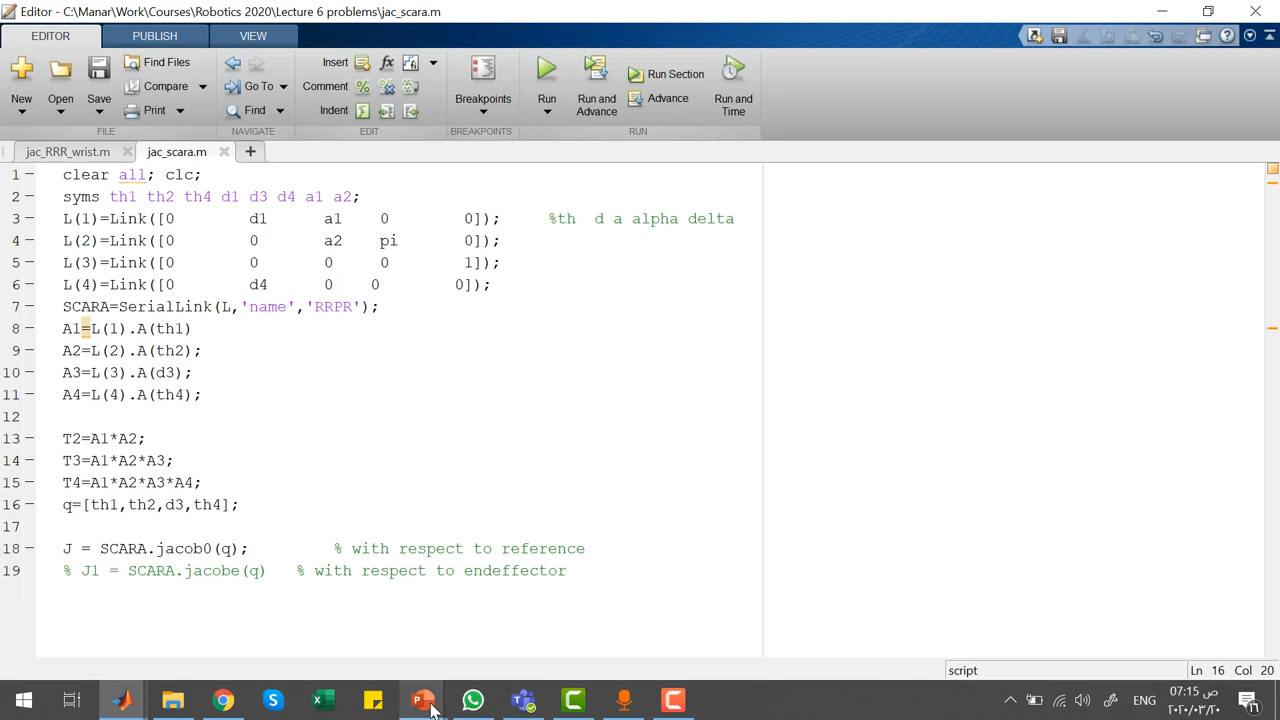 Editor - C:\Manar\Work\Courses\Robotics 2020\Lecture 6 problems\jac_scara.m
EDITOR PUBLISH VIEW
New Open Save Find Files Compare Print
Go To Find
Insert fx Comment Indent
Breakpoints
Run Run and Advance Run Section Advance Run and Time
FILE NAVIGATE EDIT BREAKPOINTS RUN
jac_RRR_wrist.m jac_scara.m
1 clear all; clc;
2 syms th1 th2 th4 d1 d3 d4 a1 a2;
3 L(1)=Link([0 d1 a1 0 0]); %th d a alpha delta
4 L(2)=Link([0 0 a2 pi 0]);
5 L(3)=Link([0 0 0 0 1]);
6 L(4)=Link([0 d4 0 0 0]);
7 SCARA=SerialLink(L,'name','RRPR');
8 A1=L(1).A(th1)
9 A2=L(2).A(th2);
10 A3=L(3).A(d3);
11 A4=L(4).A(th4);
12
13 T2=A1*A2;
14 T3=A1*A2*A3;
15 T4=A1*A2*A3*A4;
16 q=[th1,th2,d3,th4];
17
18 J = SCARA.jacob0(q); % with respect to reference
19 % J1 = SCARA.jacobe(q) % with respect to endeffector
script Ln 16 Col 20
ENG 07:15 ص
٢٠٢٠/٠٣/٢٠